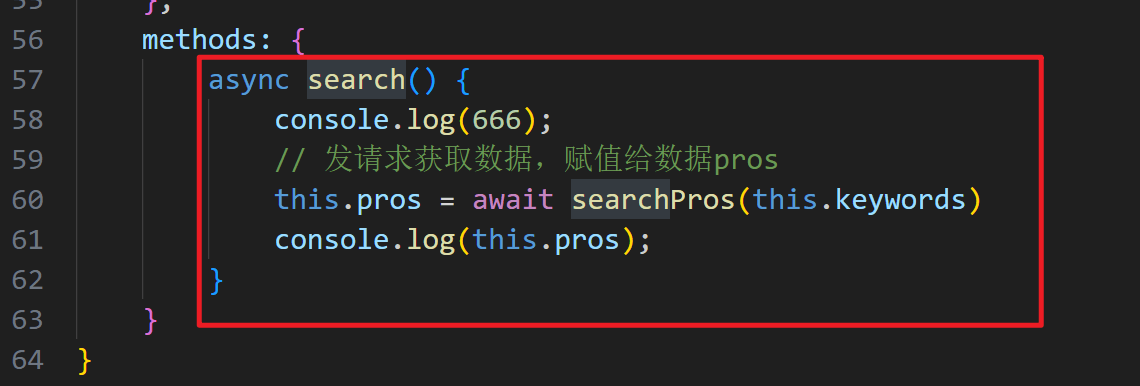 55 },
56 methods: {
57 async search() {
58 console.log(666);
59 // 发请求获取数据，赋值给数据pros
60 this.pros = await searchPros(this.keywords)
61 console.log(this.pros);
62 }
63 }
64 }